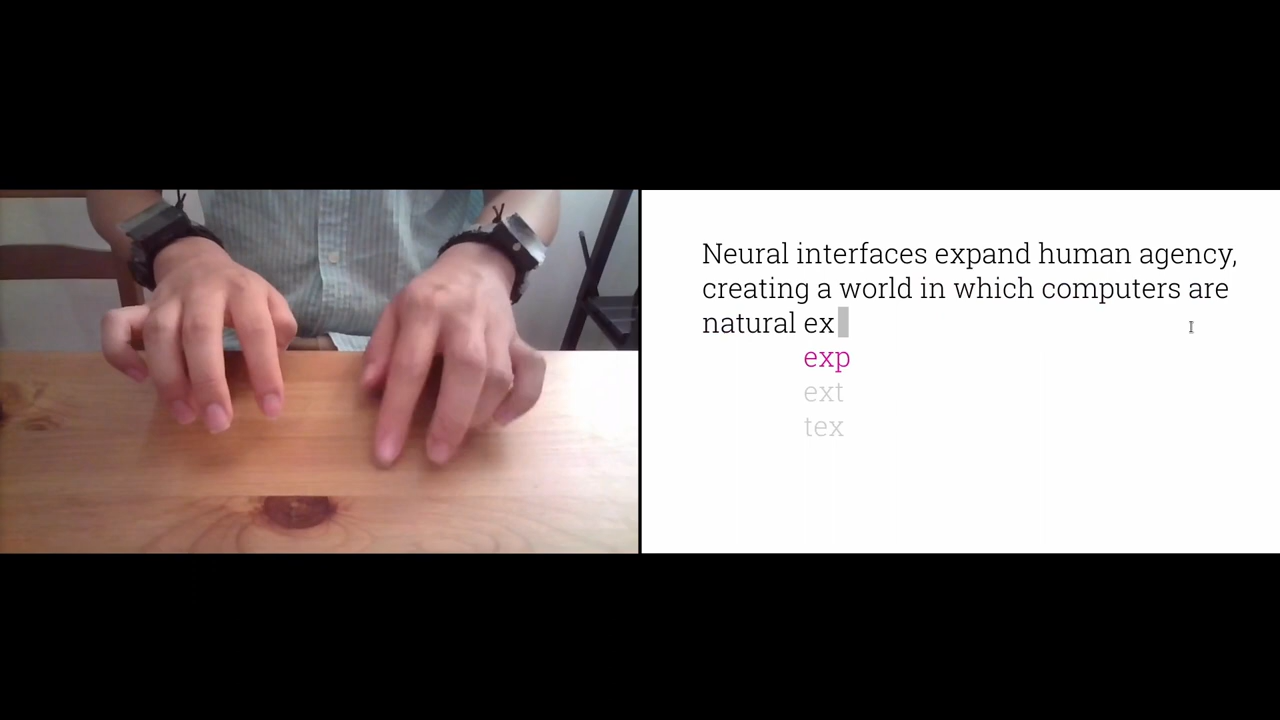 Neural interfaces expand human agency,
creating a world in which computers are
natural ex
exp
ext
tex